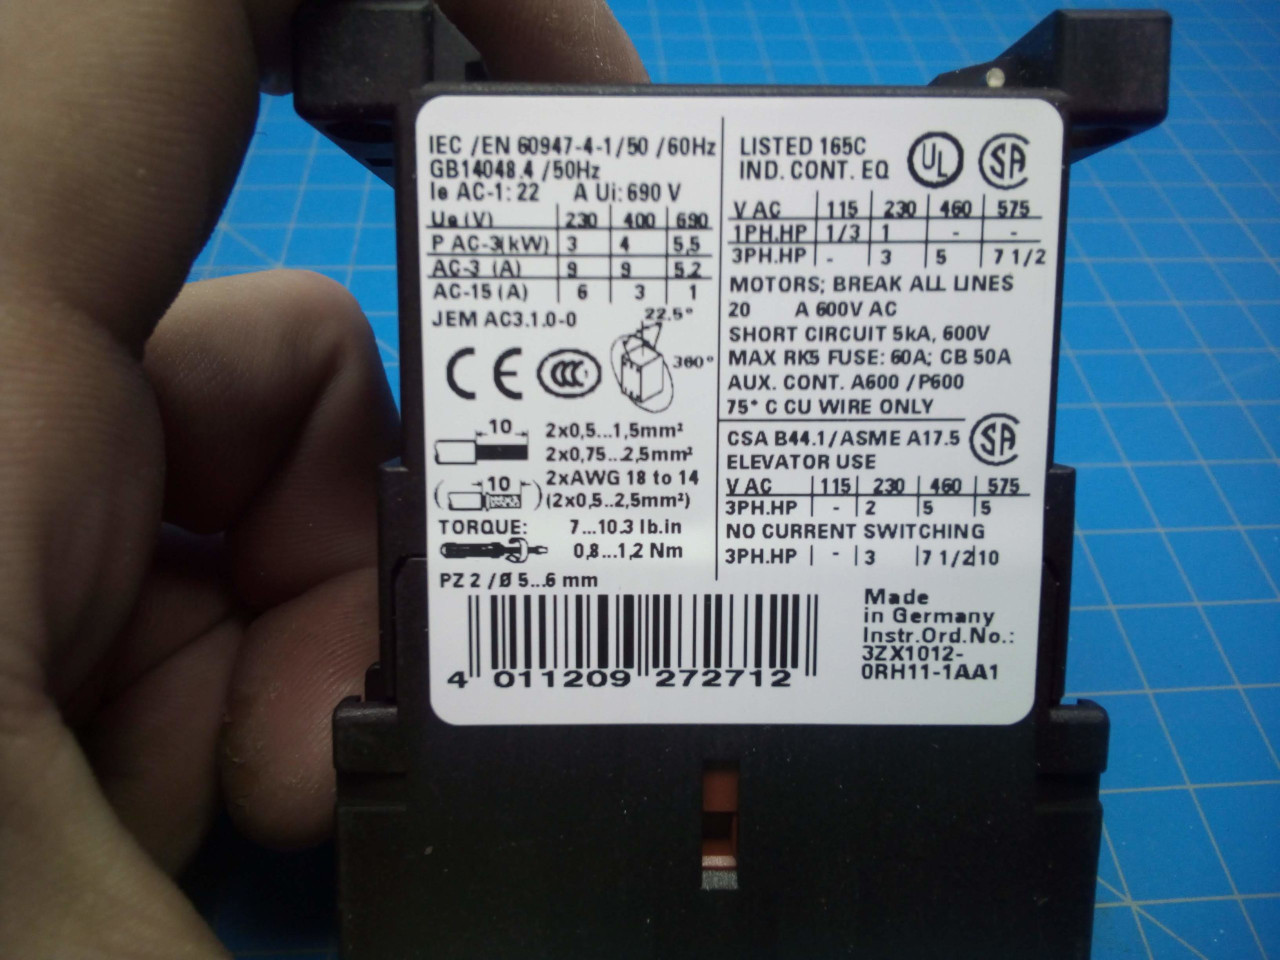 IEC /EN 60947-4-1/50 /60Hz
GB14048.4 /50Hz
Ie AC-1: 22 A Ui: 690 V
Ue (V) 230 400 690
P AC-3(kW) 3 4 5,5
AC-3 (A) 9 9 5,2
AC-15 (A) 6 3 1
JEM AC3.1.0-0
22.5°
360°
CE
CCC
10
2x0,5...1,5mm²
2x0,75...2,5mm²
10
2xAWG 18 to 14
(2x0,5...2,5mm²)
TORQUE: 7...10.3 lb.in
0,8...1,2 Nm
PZ 2 / Ø 5...6 mm
4 011209 272712
LISTED 165C
IND. CONT. EQ
UL
SA
V AC 115 230 460 575
1PH.HP 1/3 1 - -
3PH.HP - 3 5 7 1/2
MOTORS; BREAK ALL LINES
20 A 600V AC
SHORT CIRCUIT 5kA, 600V
MAX RK5 FUSE: 60A; CB 50A
AUX. CONT. A600 /P600
75° C CU WIRE ONLY
CSA B44.1/ASME A17.5
SA
ELEVATOR USE
V AC 115 230 460 575
3PH.HP - 2 5 5
NO CURRENT SWITCHING
3PH.HP - 3 7 1/2 10
Made
in Germany
Instr.Ord.No.:
3ZX1012-
0RH11-1AA1